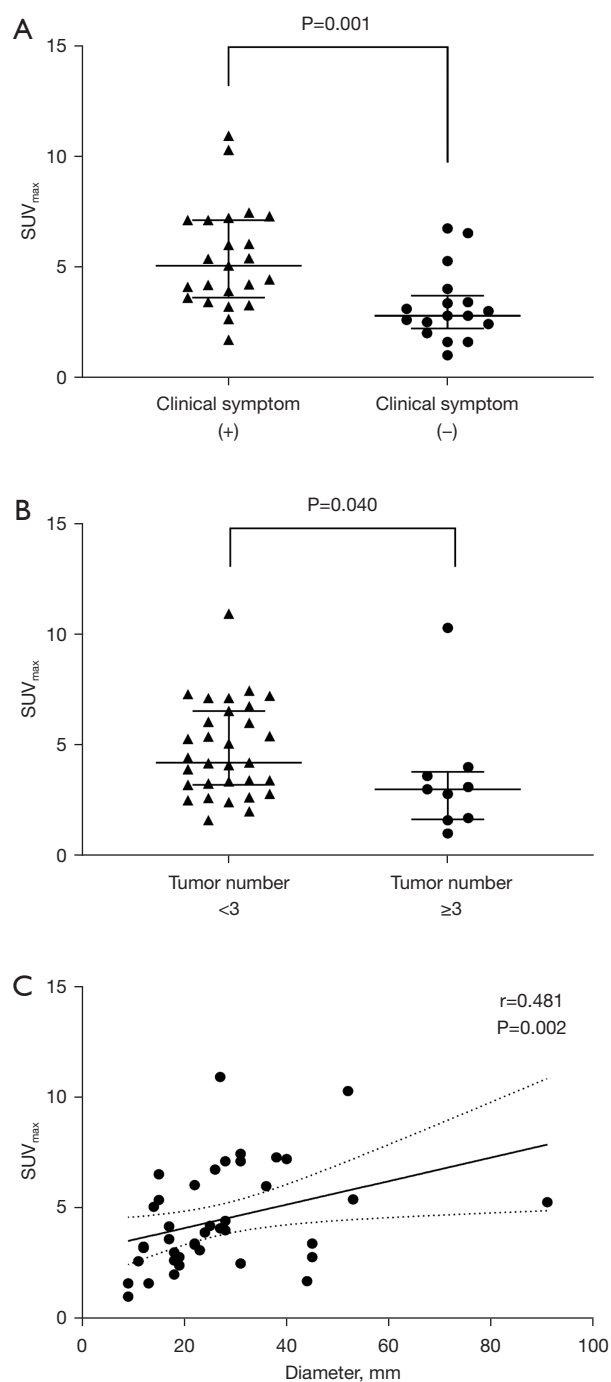 A
P=0.001
15
10
5
0
SUVmax
Clinical symptom
(+)
Clinical symptom
(−)
B
P=0.040
15
10
5
0
SUVmax
Tumor number
<3
Tumor number
≥3
C
r=0.481
P=0.002
15
10
5
0
SUVmax
0 20 40 60 80 100
Diameter, mm